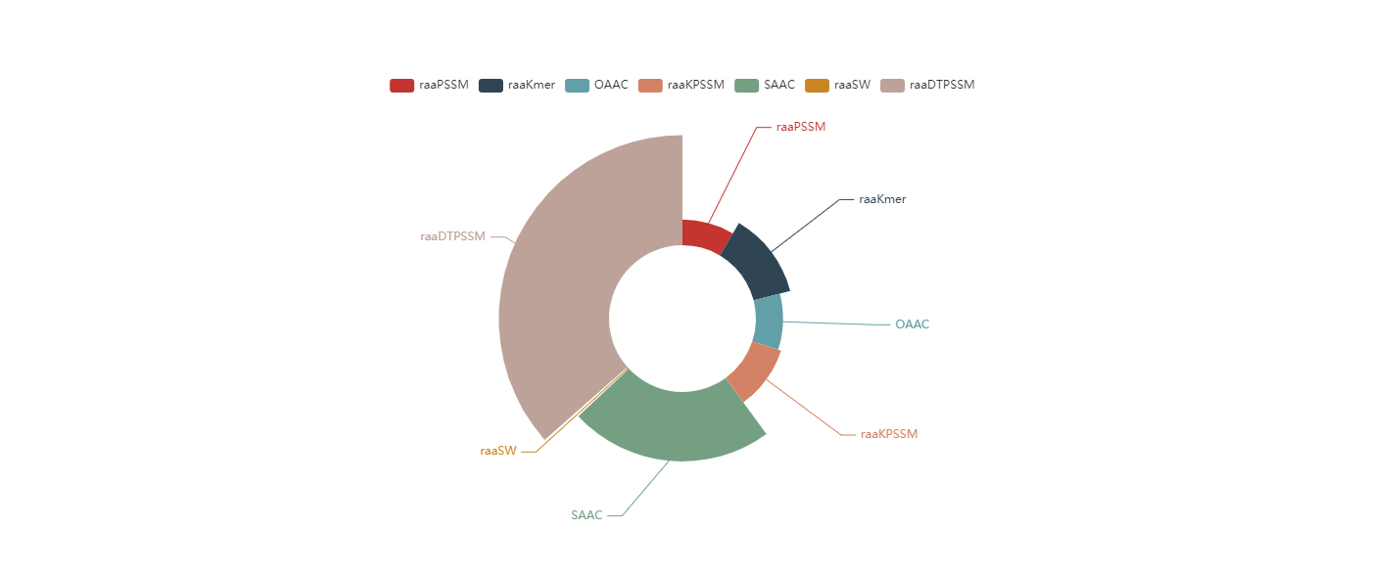 raaPSSM raaKmer OAAC raaKPSSM SAAC raaSW raaDTPSSM
raaPSSM
raaKmer
raaDTPSSM
OAAC
raaKPSSM
raaSW
SAAC